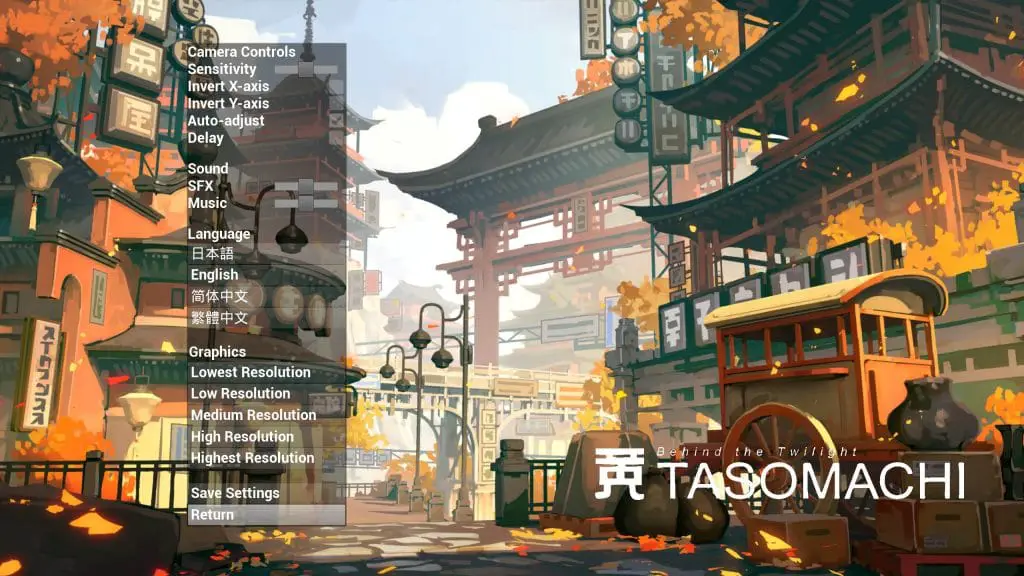 Camera Controls
Sensitivity
Invert X-axis
Invert Y-axis
Auto-adjust
Delay
Sound
SFX
Music
Language
日本語
English
简体中文
繁體中文
Graphics
Lowest Resolution
Low Resolution
Medium Resolution
High Resolution
Highest Resolution
Save Settings
Return
Behind the Twilight
TASOMACHI